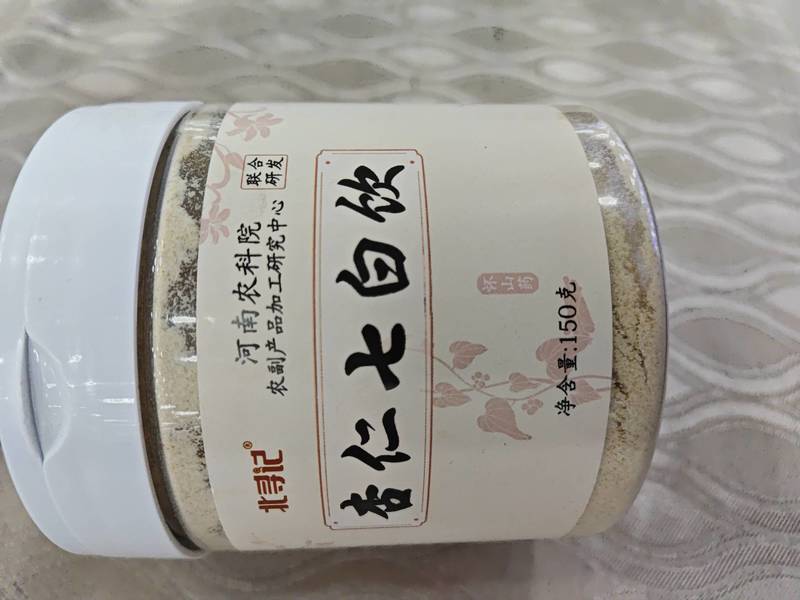 北寻记®
河南农科院
农副产品加工研究中心
联合
研发
杏仁七白饮
怀山药
净含量:150克